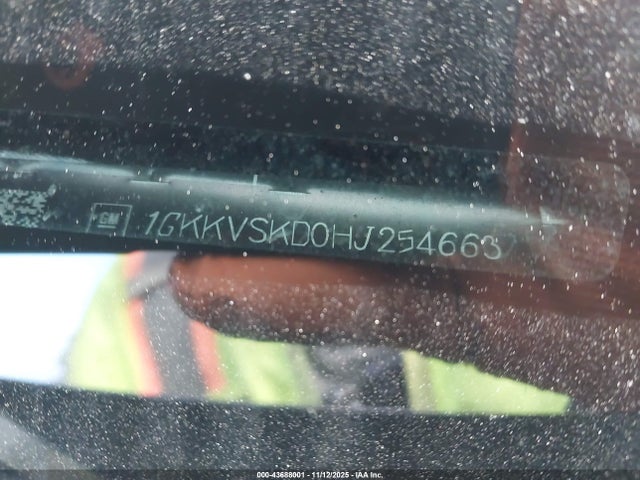 GM 1GKKVSKD0HJ254663
000-43688001 - 11/12/2025 - IAA Inc.